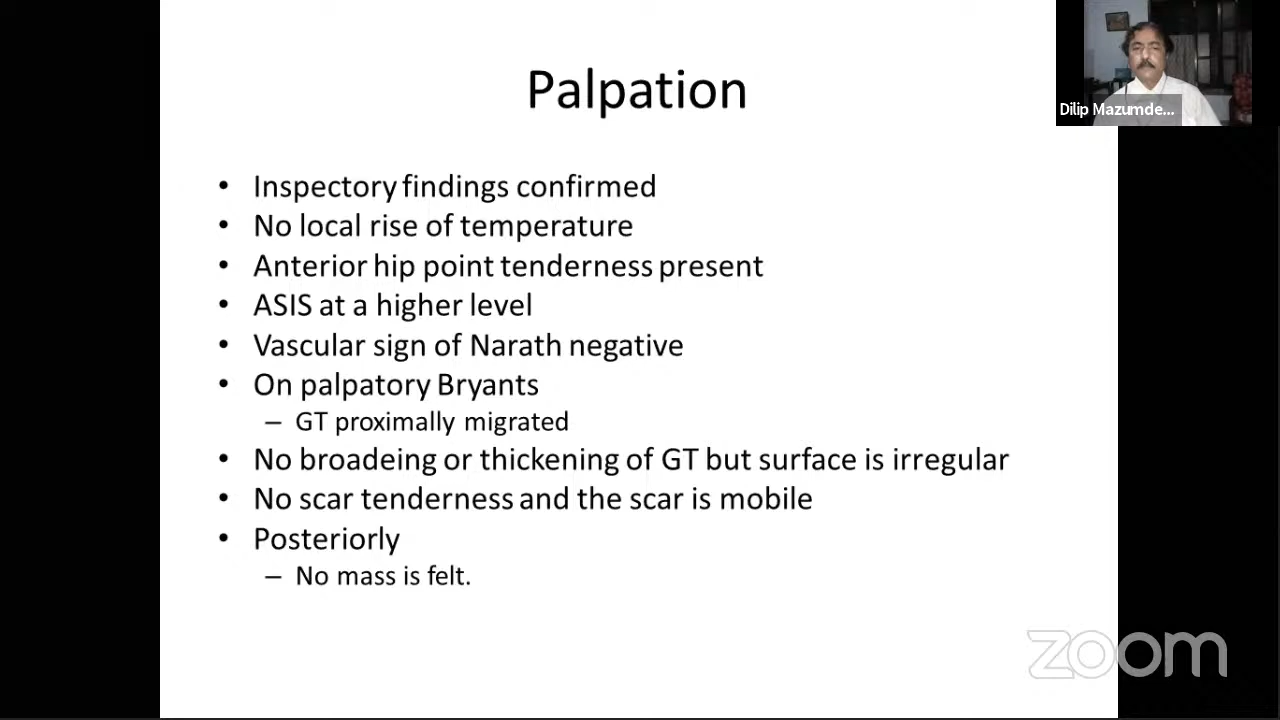 Palpation
Dilip Mazumde...
• Inspectory findings confirmed
• No local rise of temperature
• Anterior hip point tenderness present
• ASIS at a higher level
• Vascular sign of Narath negative
• On palpatory Bryants
– GT proximally migrated
• No broadeing or thickening of GT but surface is irregular
• No scar tenderness and the scar is mobile
• Posteriorly
– No mass is felt.
zoom